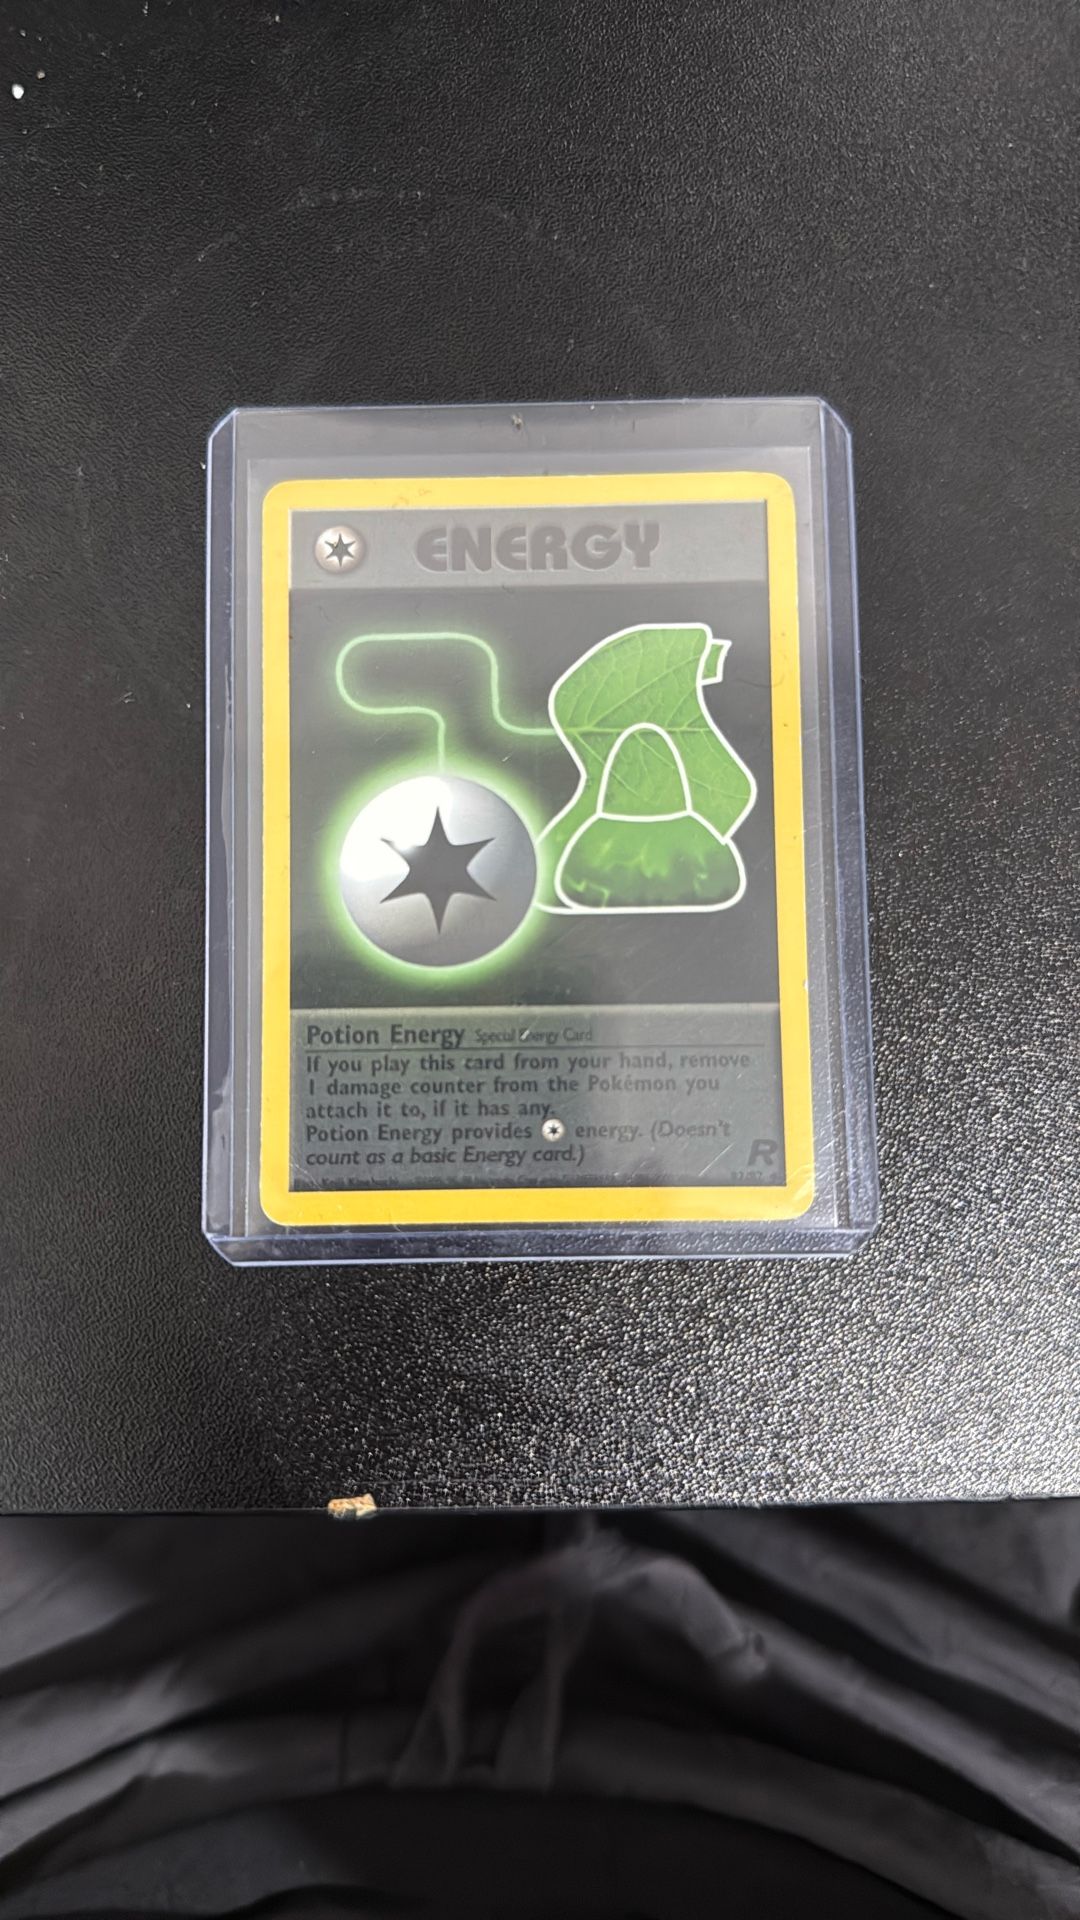 ENERGY
Potion Energy Special Energy Card
If you play this card from your hand, remove
1 damage counter from the Pokémon you
attach it to, if it has any.
Potion Energy provides energy. (Doesn't
count as a basic Energy card.)
R
82/82